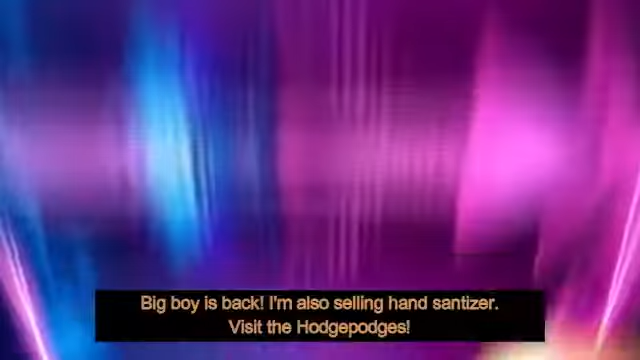 Big boy is back! I'm also selling hand santizer.
Visit the Hodgepodges!